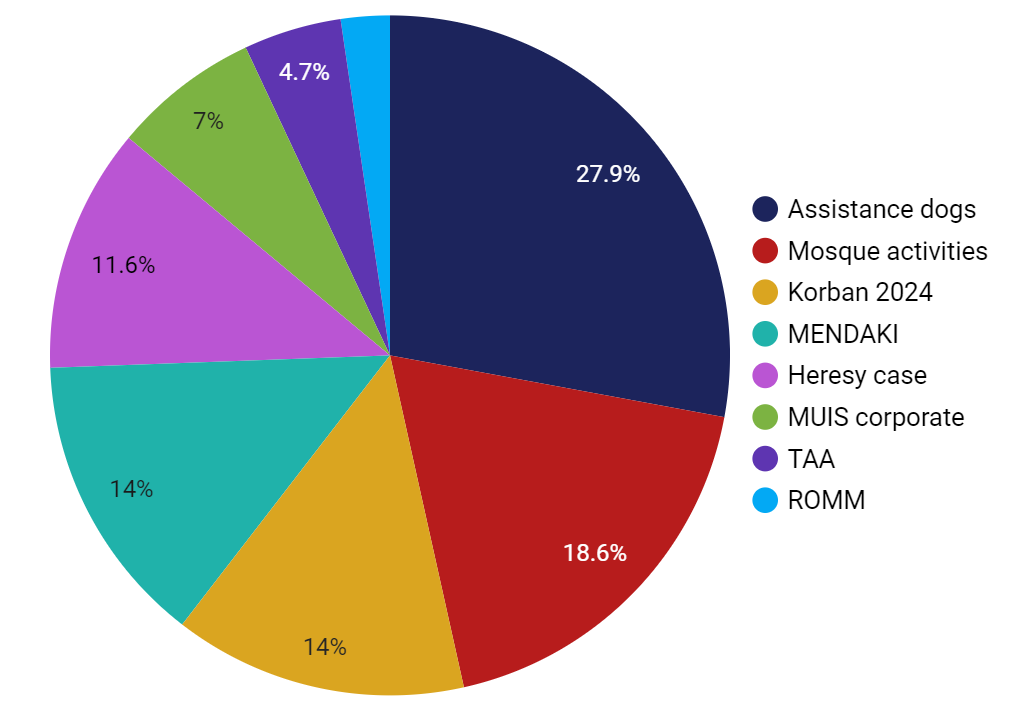 4.7%
7%
27.9%
11.6%
14%
18.6%
14%
Assistance dogs
Mosque activities
Korban 2024
MENDAKI
Heresy case
MUIS corporate
TAA
ROMM